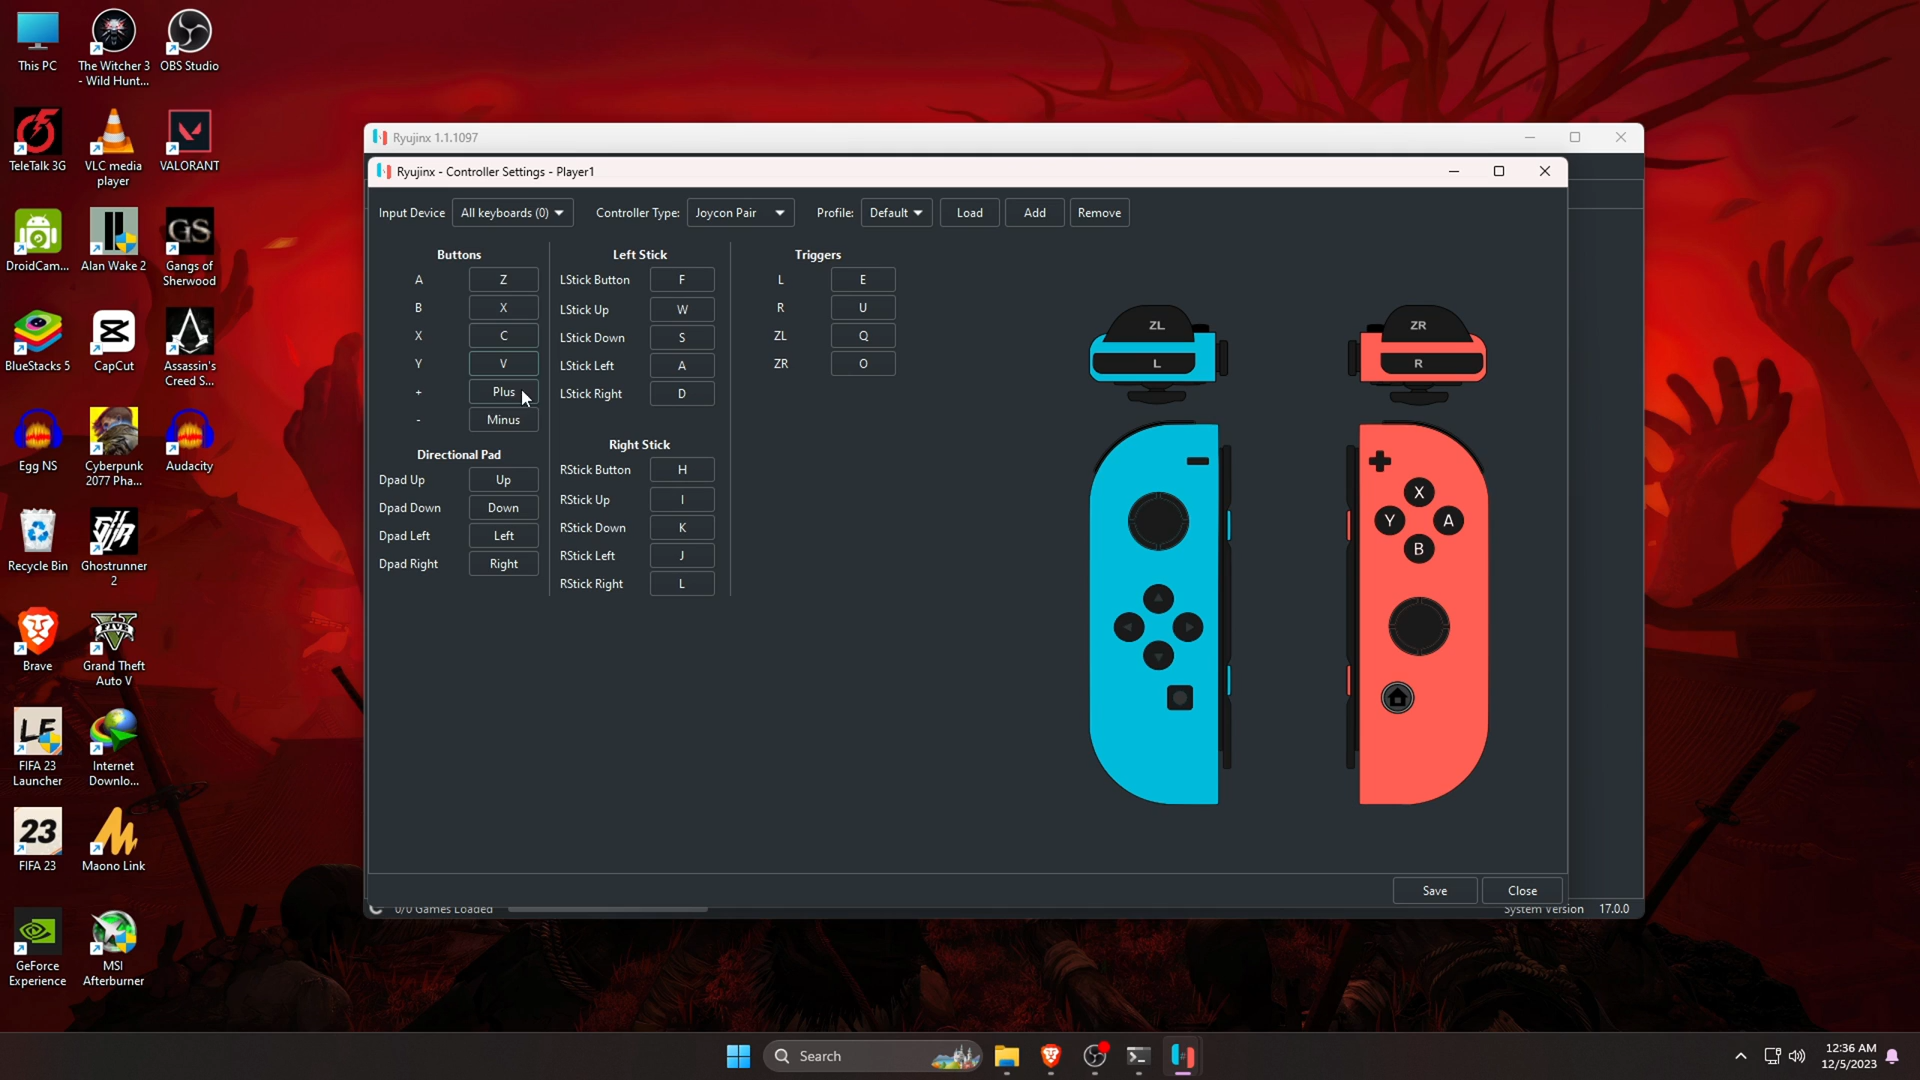 This PC
The Witcher 3
- Wild Hunt...
OBS Studio
TeleTalk 3G
VLC media
player
VALORANT
DroidCam...
Alan Wake 2
GS
Gangs of
Sherwood
BlueStacks 5
CapCut
Assassin's
Creed S...
Egg NS
Cyberpunk
2077 Pha...
Audacity
Recycle Bin
Ghostrunner
2
Brave
FIVE
Grand Theft
Auto V
LF
FIFA 23
Launcher
Internet
Downlo...
23
FIFA 23
Maono Link
GeForce
Experience
MSI
Afterburner
Ryujinx 1.1.1097
Ryujinx - Controller Settings - Player1
Input Device All keyboards (0) Controller Type: Joycon Pair Profile: Default Load Add Remove
Buttons
A Z
B X
X C
Y V
+ Plus
- Minus
Directional Pad
Dpad Up Up
Dpad Down Down
Dpad Left Left
Dpad Right Right
Left Stick
LStick Button F
LStick Up W
LStick Down S
LStick Left A
LStick Right D
Right Stick
RStick Button H
RStick Up I
RStick Down K
RStick Left J
RStick Right L
Triggers
L E
R U
ZL Q
ZR O
ZL
L
ZR
R
X
Y A
B
Save Close
0/0 Games Loaded
System Version 17.0.0
Search
12:36 AM
12/5/2023